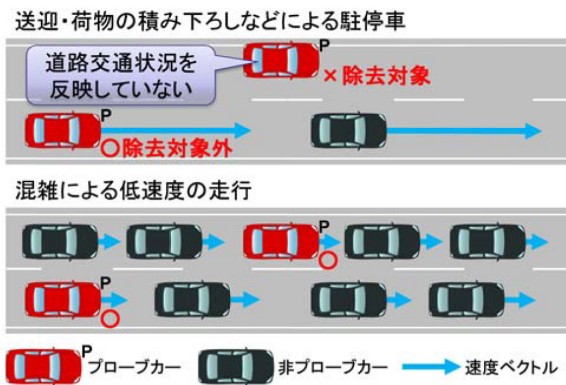 送迎・荷物の積み下ろしなどによる駐停車
道路交通状況を
反映していない
P
×除去対象
P
○除去対象外
混雑による低速度の走行
P
○
P
○
P プローブカー 非プローブカー 速度ベクトル